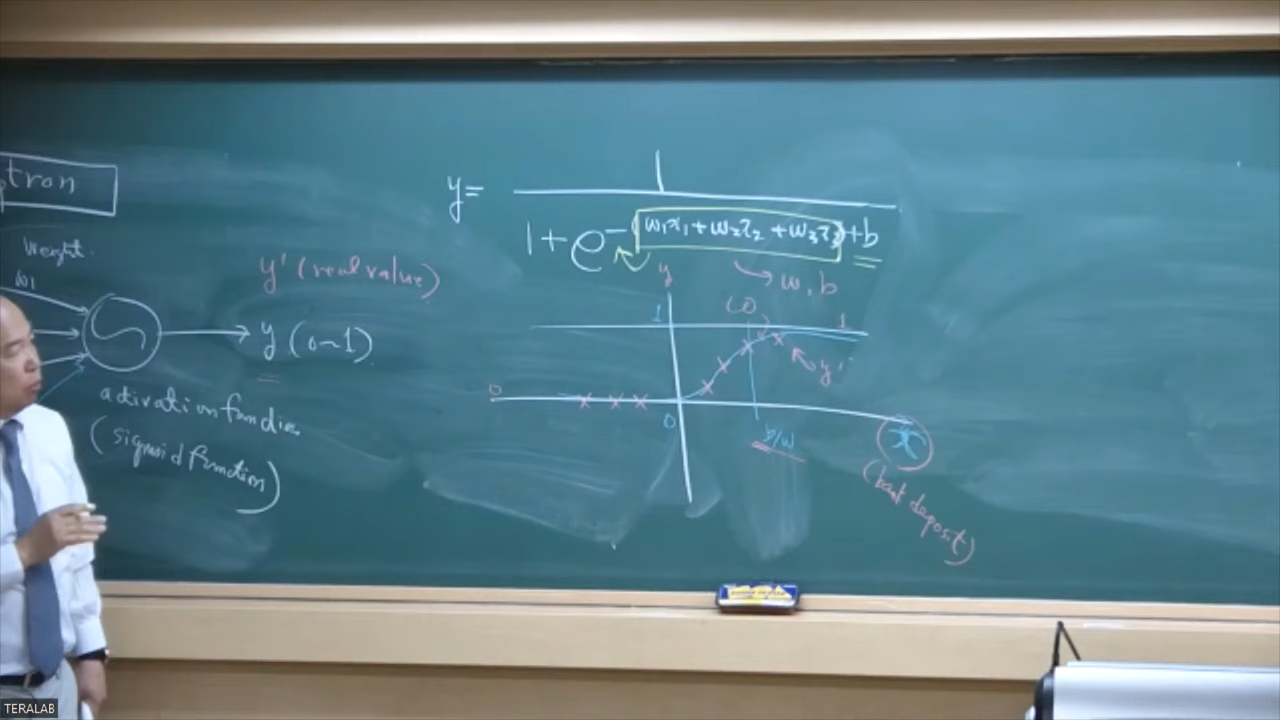 tron
weight.
w1
y' (real value)
y (0~1)
activation function
(sigmoid function)
y =
1
1 + e^-(w1x1 + w2x2 + w3x3) + b
→ w, b
y
1
(w)
1
y'
0
0
b/w
x
(bank deposit)
TERALAB